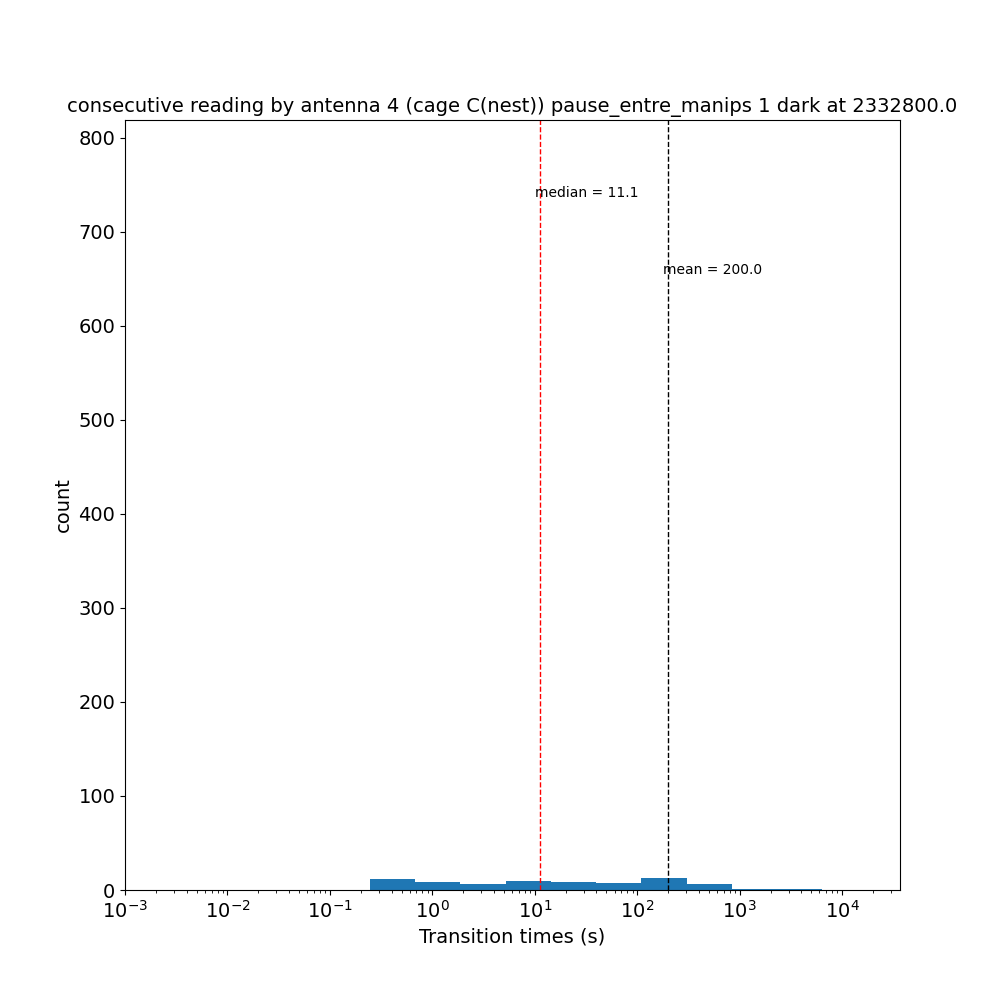 consecutive reading by antenna 4 (cage C(nest)) pause_entre_manips 1 dark at 2332800.0
800
median = 11.1
700
mean = 200.0
600
500
count
400
300
200
100
0
10⁻³ 10⁻² 10⁻¹ 10⁰ 10¹ 10² 10³ 10⁴
Transition times (s)